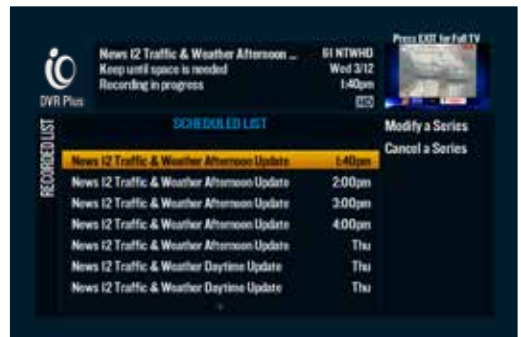 Press EXIT for Full TV
iO
DVR Plus
News 12 Traffic & Weather Afternoon ... 61 NTWHD
Keep until space is needed Wed 3/12
Recording in progress 1:40pm
HD
RECORDED LIST
SCHEDULED LIST
Modify a Series
Cancel a Series
News 12 Traffic & Weather Afternoon Update 1:40pm
News 12 Traffic & Weather Afternoon Update 2:00pm
News 12 Traffic & Weather Afternoon Update 3:00pm
News 12 Traffic & Weather Afternoon Update 4:00pm
News 12 Traffic & Weather Afternoon Update Thu
News 12 Traffic & Weather Daytime Update Thu
News 12 Traffic & Weather Daytime Update Thu